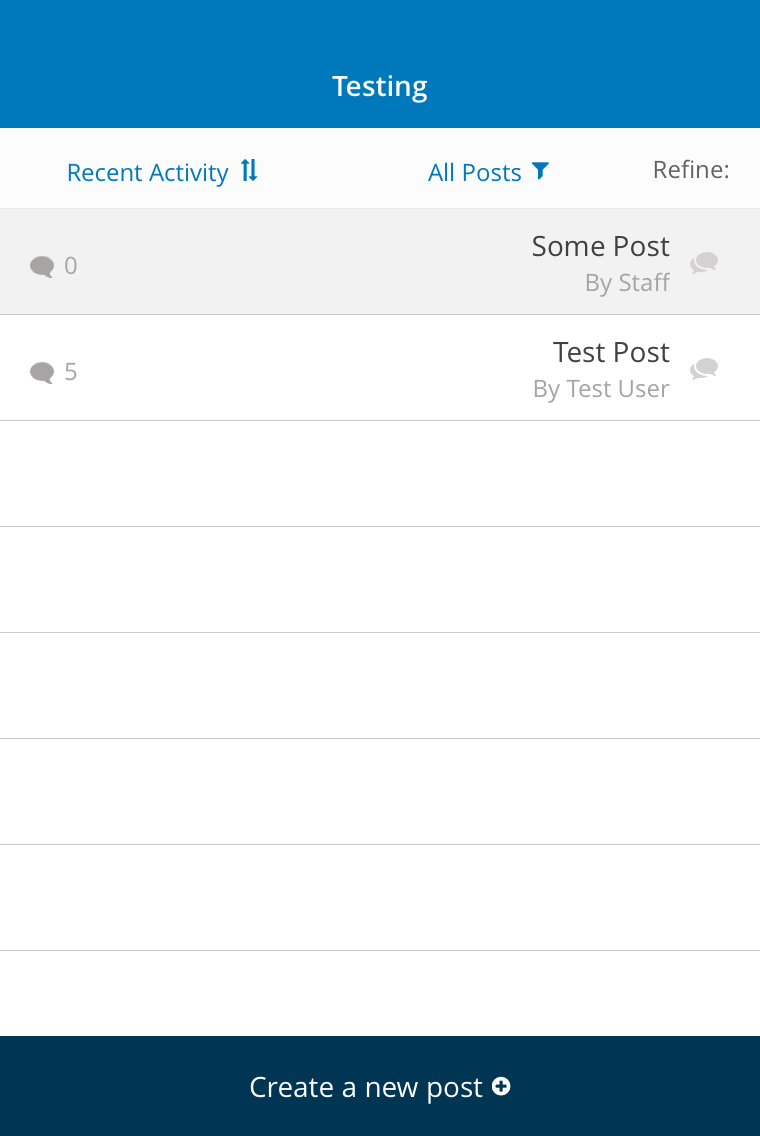 Testing
Recent Activity
All Posts
Refine:
0
Some Post
By Staff
5
Test Post
By Test User
Create a new post